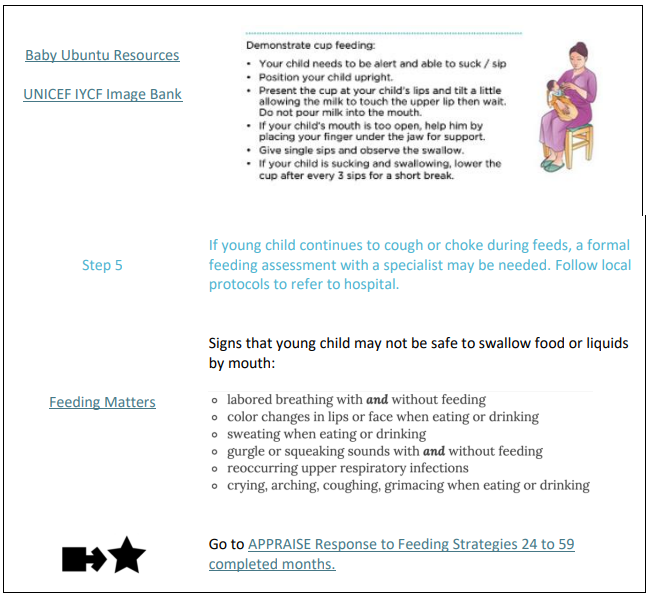 Baby Ubuntu Resources
UNICEF IYCF Image Bank
Demonstrate cup feeding:
• Your child needs to be alert and able to suck / sip
• Position your child upright.
• Present the cup at your child's lips and tilt a little
allowing the milk to touch the upper lip then wait.
Do not pour milk into the mouth.
• If your child's mouth is too open, help him by
placing your finger under the jaw for support.
• Give single sips and observe the swallow.
• If your child is sucking and swallowing, lower the
cup after every 3 sips for a short break.
Step 5
If young child continues to cough or choke during feeds, a formal
feeding assessment with a specialist may be needed. Follow local
protocols to refer to hospital.
Signs that young child may not be safe to swallow food or liquids
by mouth:
Feeding Matters
o labored breathing with and without feeding
o color changes in lips or face when eating or drinking
o sweating when eating or drinking
o gurgle or squeaking sounds with and without feeding
o reoccurring upper respiratory infections
o crying, arching, coughing, grimacing when eating or drinking
Go to APPRAISE Response to Feeding Strategies 24 to 59
completed months.